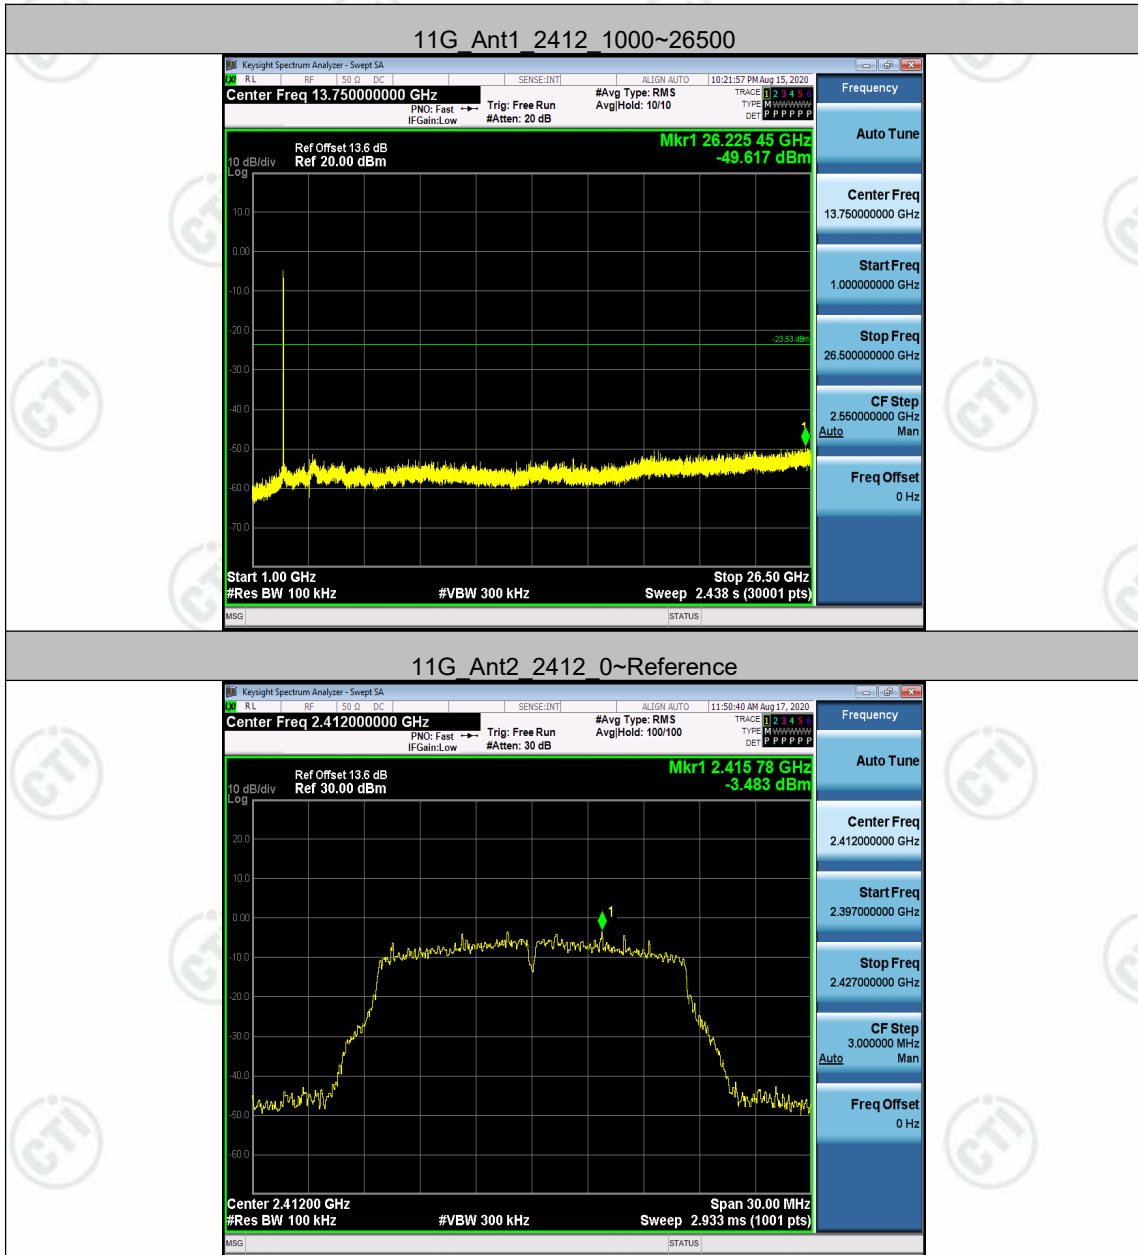 11G_Ant1_2412_1000~26500
Keysight Spectrum Analyzer - Swept SA
LXI RL RF 50 Ω DC SENSE:INT ALIGN AUTO 10:21:57 PM Aug 15, 2020
Center Freq 13.750000000 GHz
PNO: Fast
IFGain:Low
Trig: Free Run
#Atten: 20 dB
#Avg Type: RMS
Avg|Hold: 10/10
TRACE 1 2 3 4 5 6
TYPE M W W W W W
DET P P P P P P
Ref Offset 13.6 dB
10 dB/div Ref 20.00 dBm
Log
Mkr1 26.225 45 GHz
-49.617 dBm
10.0
0.00
-10.0
-20.0
-23.53 dBm
-30.0
-40.0
1
-50.0
-60.0
-70.0
Start 1.00 GHz Stop 26.50 GHz
#Res BW 100 kHz #VBW 300 kHz Sweep 2.438 s (30001 pts)
MSG STATUS
Frequency
Auto Tune
Center Freq
13.750000000 GHz
Start Freq
1.000000000 GHz
Stop Freq
26.500000000 GHz
CF Step
2.550000000 GHz
Auto Man
Freq Offset
0 Hz
11G_Ant2_2412_0~Reference
Keysight Spectrum Analyzer - Swept SA
LXI RL RF 50 Ω DC SENSE:INT ALIGN AUTO 11:50:40 AM Aug 17, 2020
Center Freq 2.412000000 GHz
PNO: Fast
IFGain:Low
Trig: Free Run
#Atten: 30 dB
#Avg Type: RMS
Avg|Hold: 100/100
TRACE 1 2 3 4 5 6
TYPE M W W W W W
DET P P P P P P
Ref Offset 13.6 dB
10 dB/div Ref 30.00 dBm
Log
Mkr1 2.415 78 GHz
-3.483 dBm
20.0
10.0
0.00
1
-10.0
-20.0
-30.0
-40.0
-50.0
-60.0
Center 2.41200 GHz Span 30.00 MHz
#Res BW 100 kHz #VBW 300 kHz Sweep 2.933 ms (1001 pts)
MSG STATUS
Frequency
Auto Tune
Center Freq
2.412000000 GHz
Start Freq
2.397000000 GHz
Stop Freq
2.427000000 GHz
CF Step
3.000000 MHz
Auto Man
Freq Offset
0 Hz
CTI
CTI
CTI
CTI
CTI
CTI
CTI
CTI